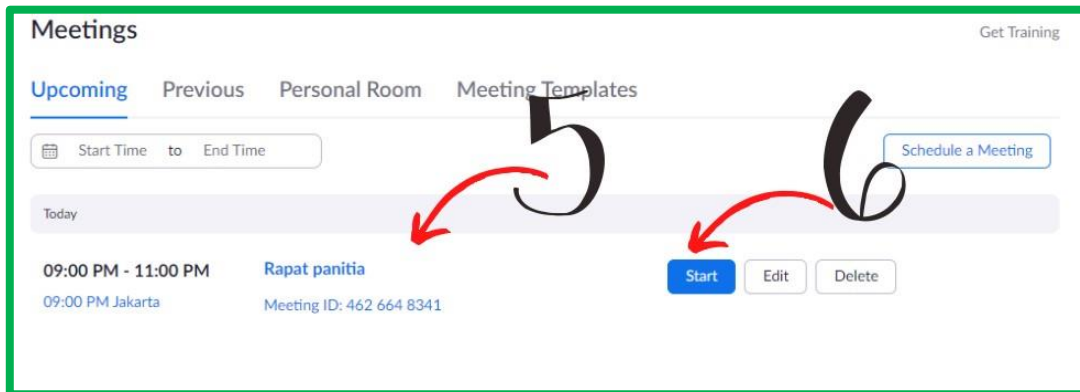 Meetings
Get Training
Upcoming Previous Personal Room Meeting Templates
Start Time to End Time
Schedule a Meeting
5
6
Today
09:00 PM - 11:00 PM Rapat panitia Start Edit Delete
09:00 PM Jakarta Meeting ID: 462 664 8341